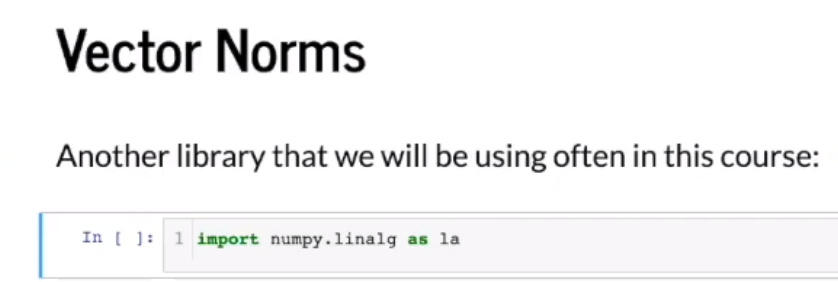 Vector Norms
Another library that we will be using often in this course:
In [ ]: 1 import numpy.linalg as la